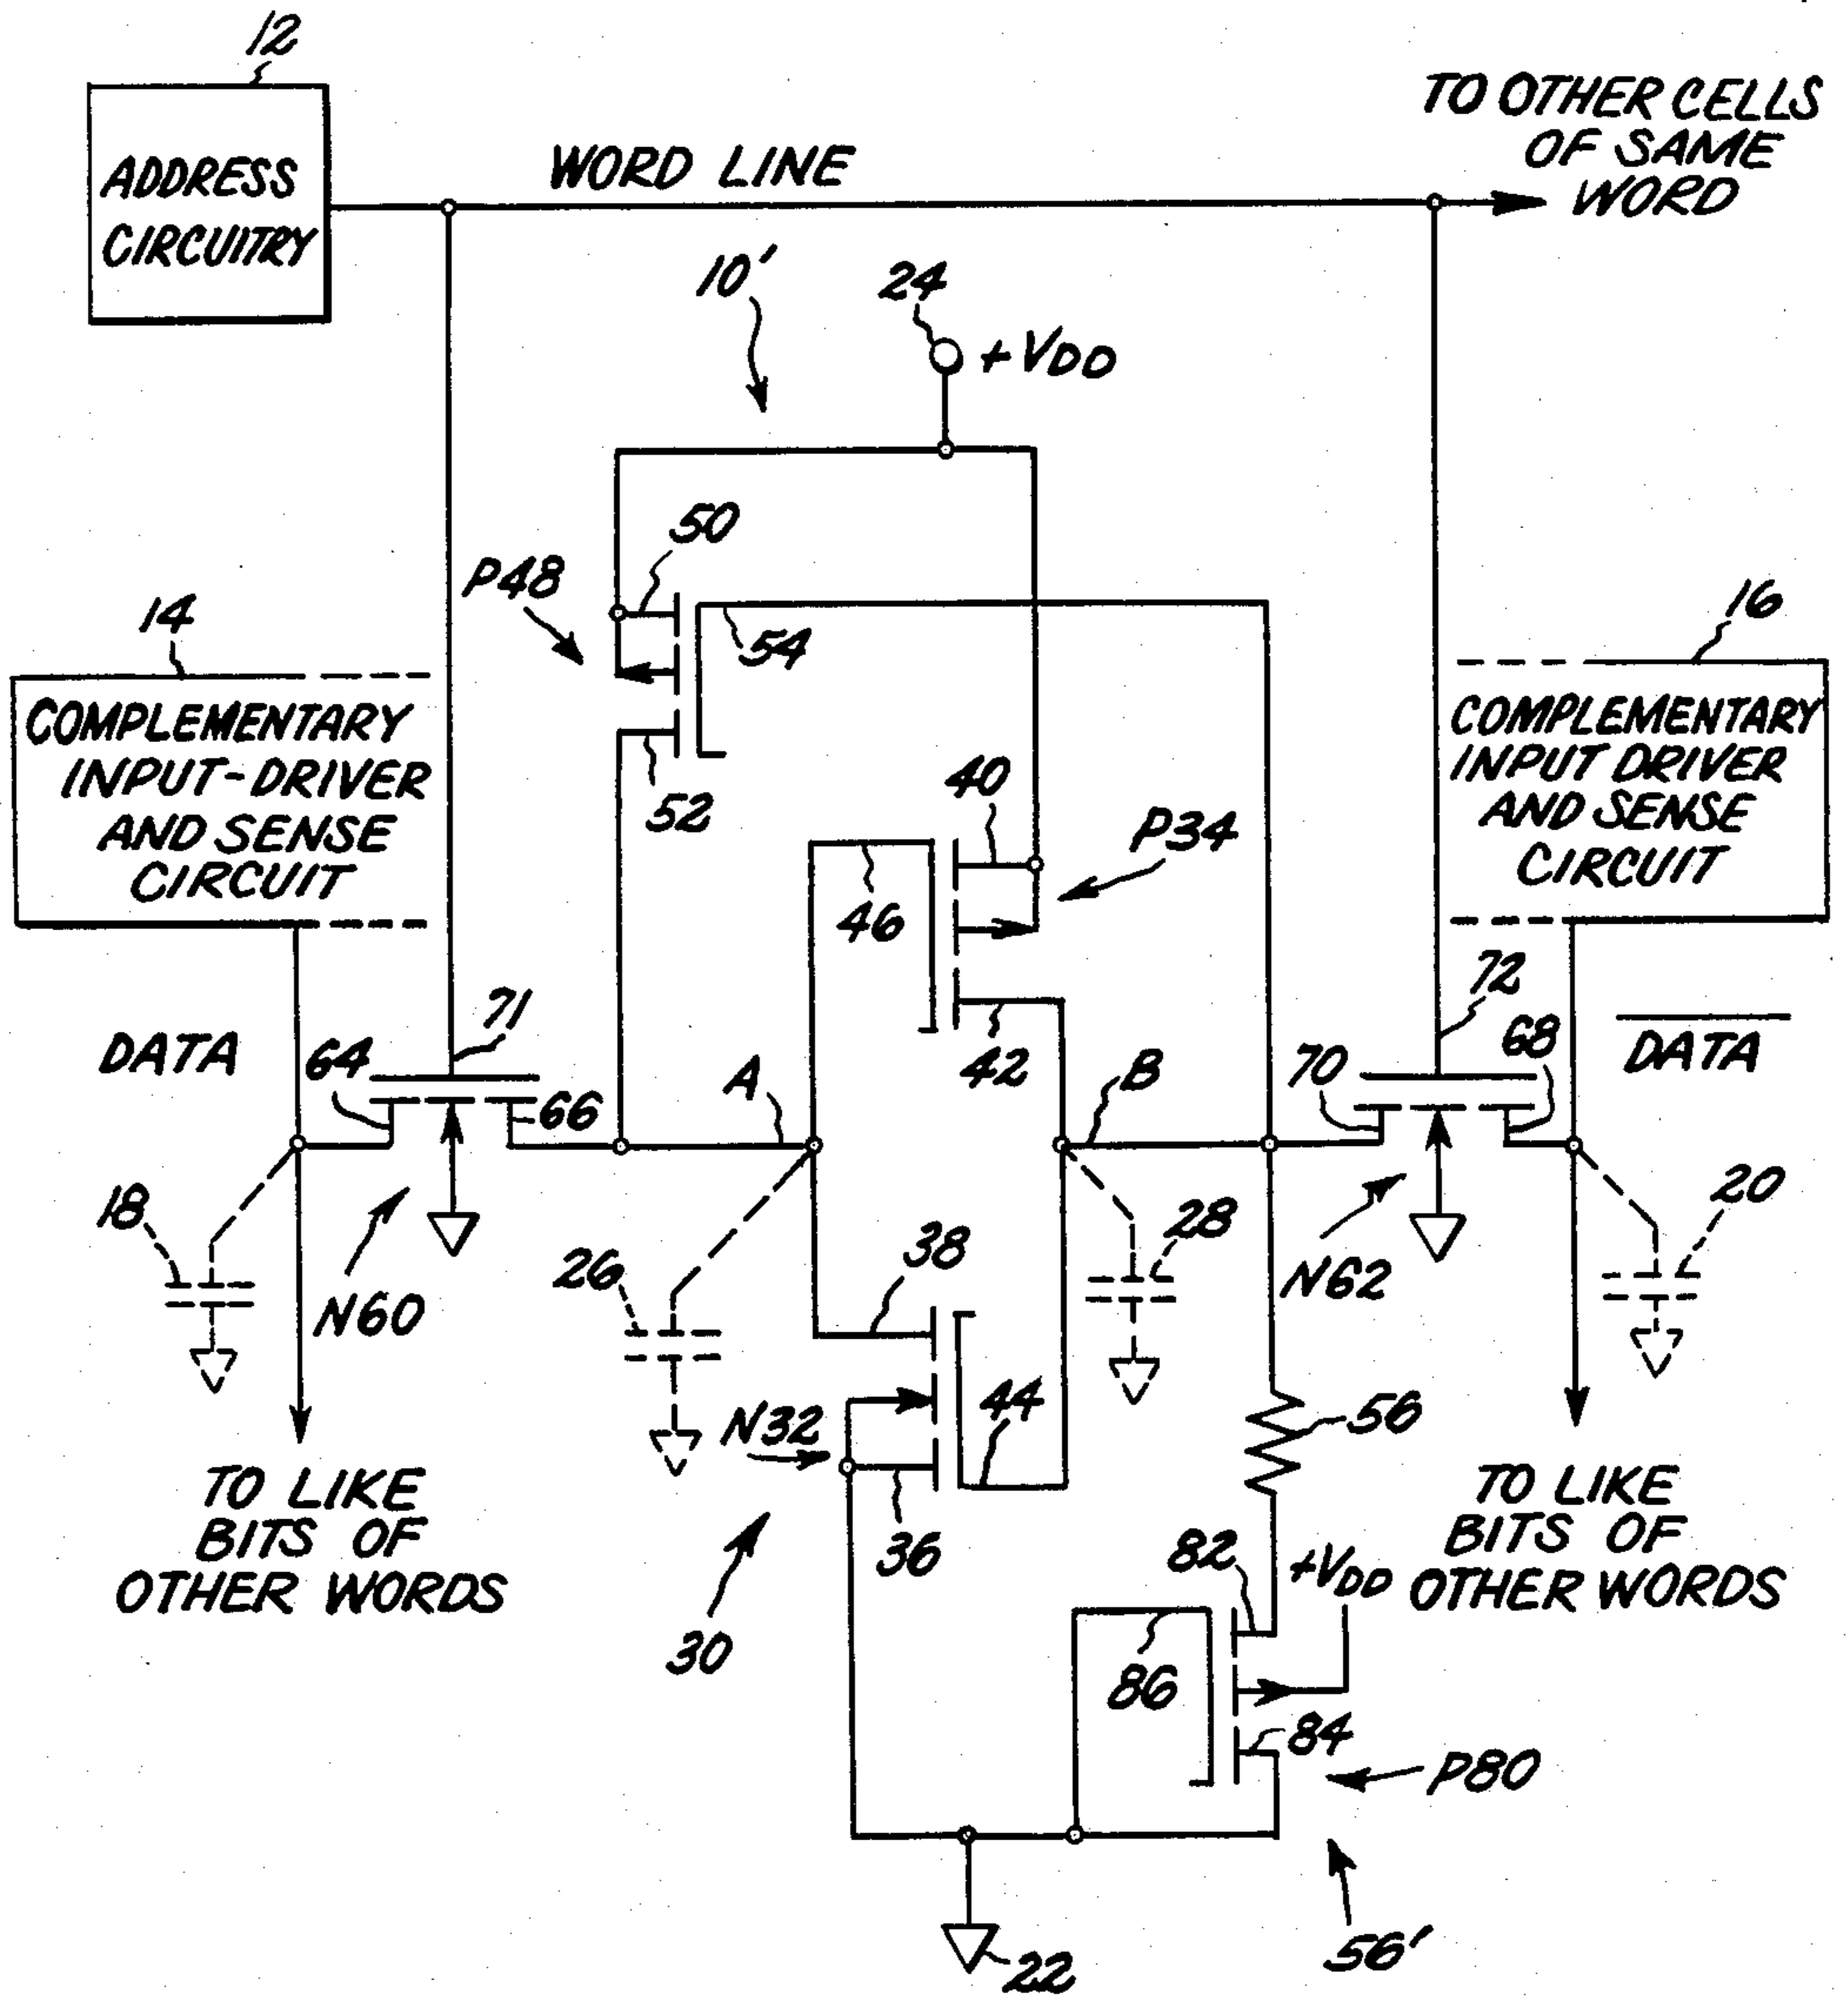 12
ADDRESS
CIRCUITRY
WORD LINE
TO OTHER CELLS
OF SAME
WORD
10'
24
+VDD
50
P48
54
52
14
COMPLEMENTARY
INPUT-DRIVER
AND SENSE
CIRCUIT
16
COMPLEMENTARY
INPUT DRIVER
AND SENSE
CIRCUIT
40
P34
46
42
DATA
64
71
66
A
B
70
72
68
DATA
18
N60
26
38
28
N62
20
N32
44
56
36
30
TO LIKE
BITS OF
OTHER WORDS
82
+VDD
TO LIKE
BITS OF
OTHER WORDS
86
84
P80
56'
22